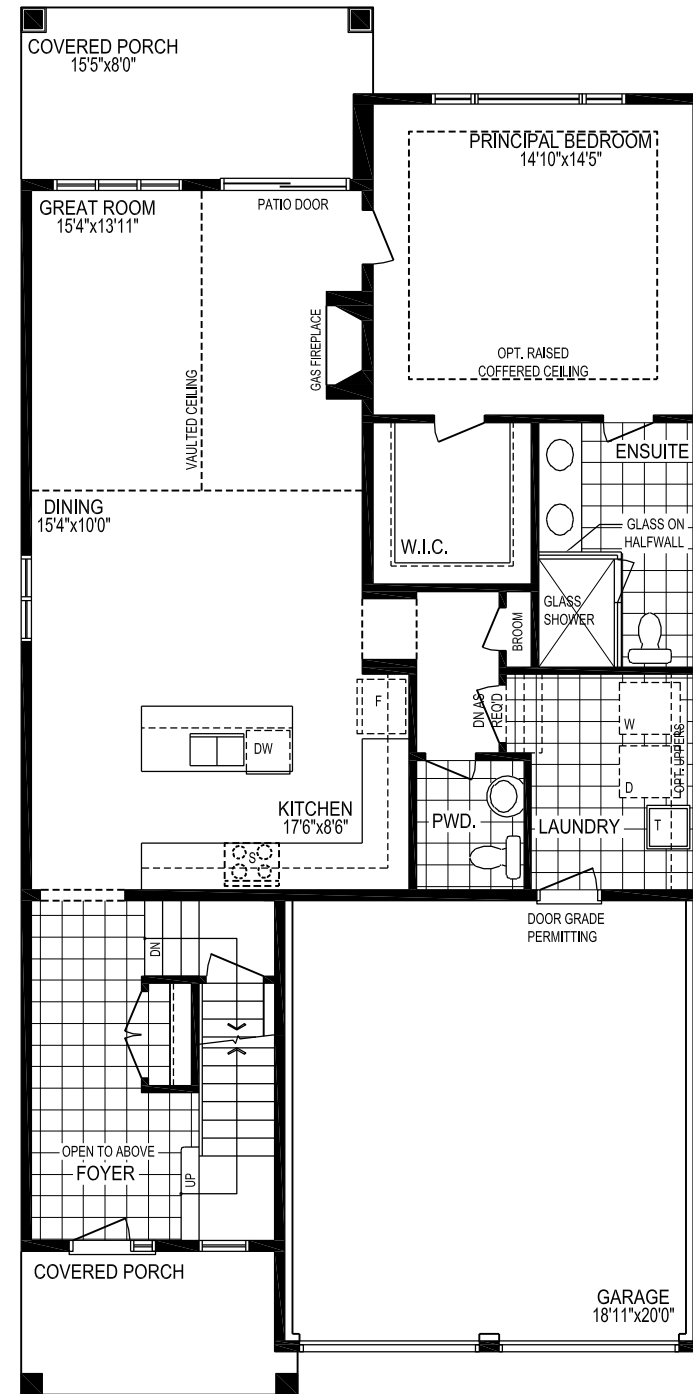 COVERED PORCH
15'5"x8'0"
PRINCIPAL BEDROOM
14'10"x14'5"
GREAT ROOM
15'4"x13'11"
PATIO DOOR
GAS FIREPLACE
VAULTED CEILING
OPT. RAISED
COFFERED CEILING
ENSUITE
DINING
15'4"x10'0"
W.I.C.
GLASS ON
HALFWALL
GLASS
SHOWER
BROOM
DN AS
REQ'D
F
W
OPT. UPPERS
DW
D
KITCHEN
17'6"x8'6"
PWD.
LAUNDRY
T
S
DOOR GRADE
PERMITTING
DN
OPEN TO ABOVE
FOYER
UP
COVERED PORCH
GARAGE
18'11"x20'0"